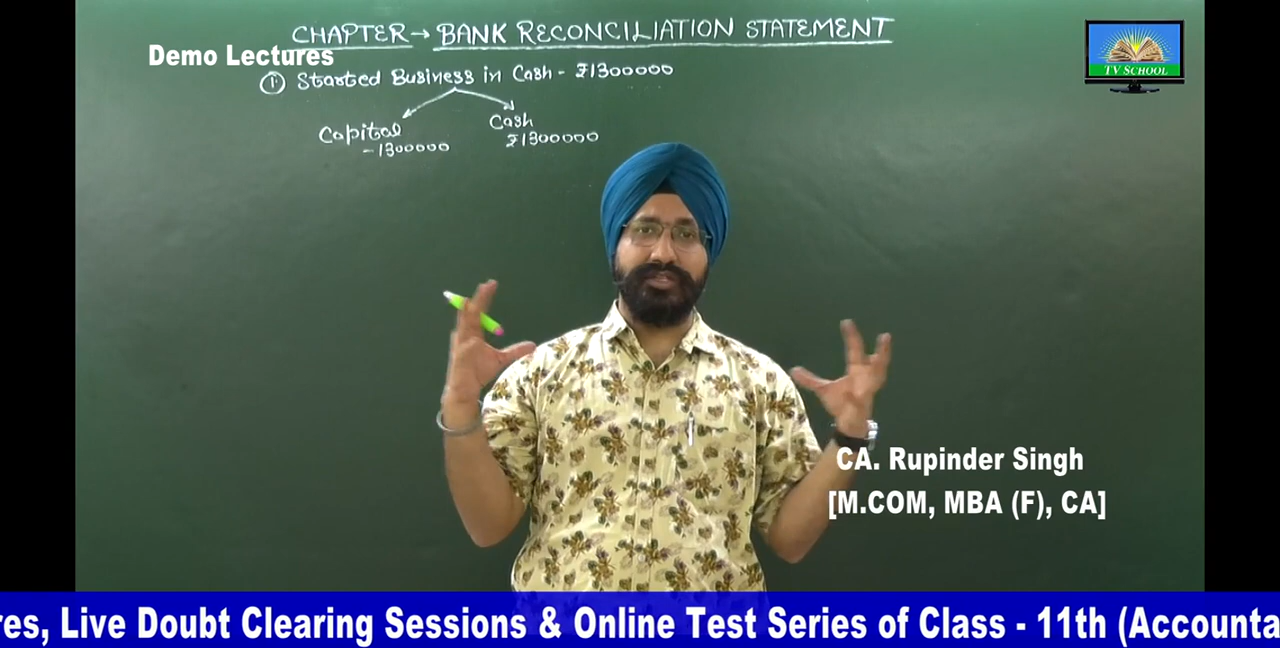 CHAPTER → BANK RECONCILIATION STATEMENT
Demo Lectures
① Started Business in Cash - ₹1300000
Capital
- 1300000
Cash
₹1300000
TV SCHOOL
CA. Rupinder Singh
[M.COM, MBA (F), CA]
res, Live Doubt Clearing Sessions & Online Test Series of Class - 11th (Accounta